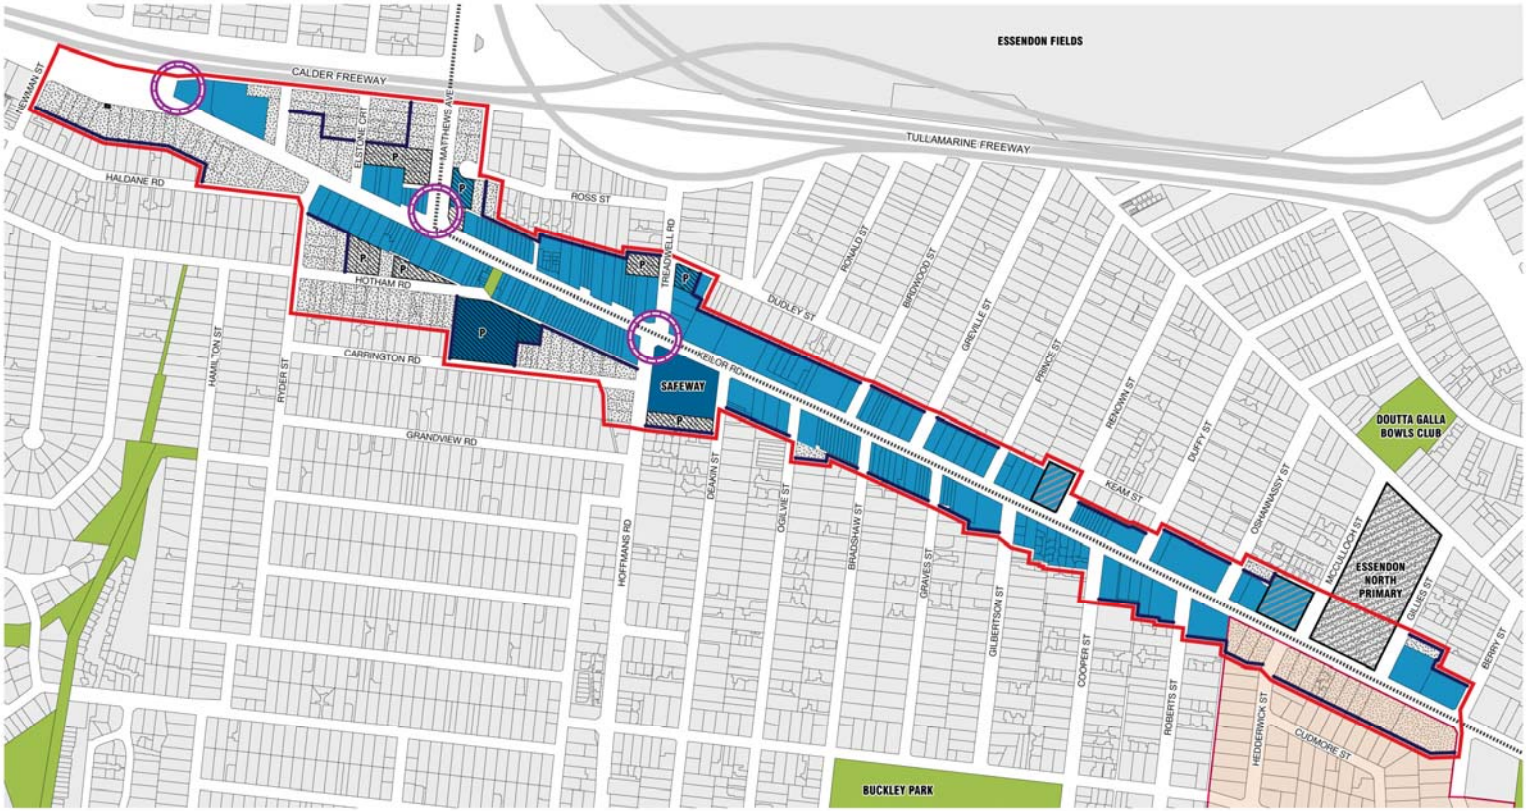 ESSENDON FIELDS
CALDER FREEWAY
NEWMAN ST
ELSTONE CRT
MATTHEWS AVE
TULLAMARINE FREEWAY
P
P
HALDANE RD
ROSS ST
TREADWELL RD
RONALD ST
BIRDWOOD ST
P
P
P
P
HOTHAM RD
DUDLEY ST
GREVILLE ST
P
KEILOR RD
PRINCE ST
HAMILTON ST
RYDER ST
CARRINGTON RD
SAFEWAY
P
RENOWN ST
DUFFY ST
DOUTTA GALLA
BOWLS CLUB
GRANDVIEW RD
DEAKIN ST
OGILVIE ST
KEAM ST
OSHANNASSY ST
HOFFMANS RD
BRADSHAW ST
GRAVES ST
GILBERTSON ST
MCCULLOCH ST
ESSENDON
NORTH
PRIMARY
GILLIES ST
BERRY ST
COOPER ST
ROBERTS ST
HEDDERWICK ST
CUDMORE ST
BUCKLEY PARK